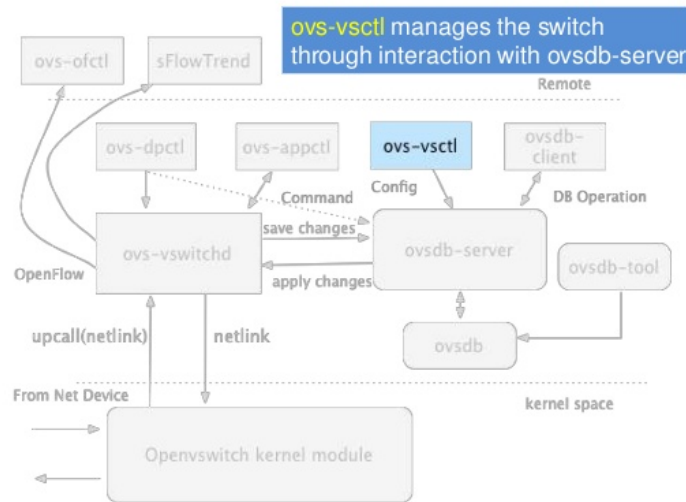 ovs-vsctl manages the switch
through interaction with ovsdb-server
ovs-ofctl
sFlowTrend
Remote
ovs-dpctl
ovs-appctl
ovs-vsctl
ovsdb-
client
Command
Config
DB Operation
ovs-vswitchd
save changes
ovsdb-server
ovsdb-tool
OpenFlow
apply changes
upcall(netlink)
netlink
ovsdb
From Net Device
kernel space
Openvswitch kernel module